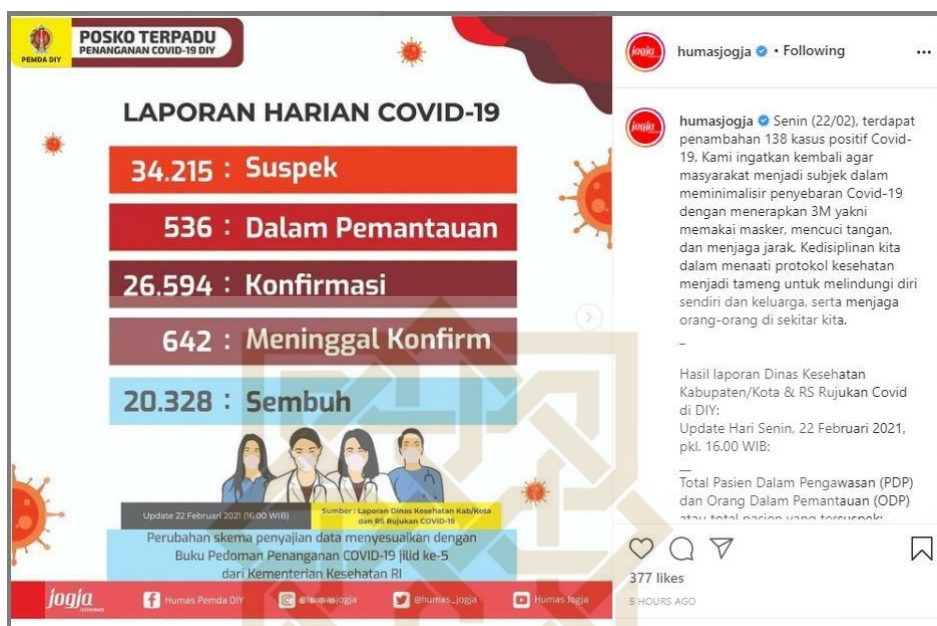 POSKO TERPADU
PENANGANAN COVID-19 DIY
PEMDA DIY
LAPORAN HARIAN COVID-19
34.215 : Suspek
536 : Dalam Pemantauan
26.594 : Konfirmasi
642 : Meninggal Konfirm
20.328 : Sembuh
Update 22 Februari 2021 (16:00 WIB)
Sumber : Laporan Dinas Kesehatan Kab/Kota
dan RS Rujukan COVID-19
Perubahan skema penyajian data menyesuaikan dengan
Buku Pedoman Penanganan COVID-19 jilid ke-5
dari Kementerian Kesehatan RI
jogja
Humas Pemda DIY
@humasjogja
@humas_jogja
Humas Jogja
jogja
humasjogja • Following
jogja
humasjogja Senin (22/02), terdapat
penambahan 138 kasus positif Covid-
19. Kami ingatkan kembali agar
masyarakat menjadi subjek dalam
meminimalisir penyebaran Covid-19
dengan menerapkan 3M yakni
memakai masker, mencuci tangan,
dan menjaga jarak. Kedisiplinan kita
dalam menaati protokol kesehatan
menjadi tameng untuk melindungi diri
sendiri dan keluarga, serta menjaga
orang-orang di sekitar kita.
_
Hasil laporan Dinas Kesehatan
Kabupaten/Kota & RS Rujukan Covid
di DIY:
Update Hari Senin, 22 Februari 2021,
pkl. 16.00 WIB:
__
Total Pasien Dalam Pengawasan (PDP)
dan Orang Dalam Pemantauan (ODP)
atau total pasien yang tersuspek:
377 likes
5 HOURS AGO